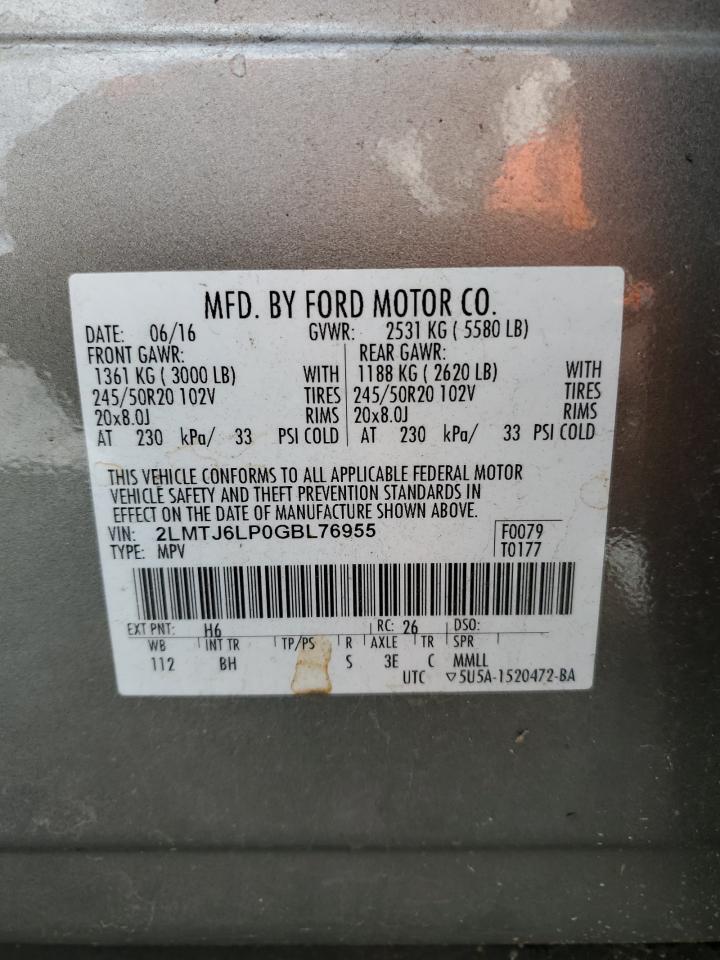 MFD. BY FORD MOTOR CO.
DATE: 06/16 GVWR: 2531 KG ( 5580 LB)
FRONT GAWR: REAR GAWR:
1361 KG ( 3000 LB) WITH 1188 KG ( 2620 LB) WITH
245/50R20 102V TIRES 245/50R20 102V TIRES
20x8.0J RIMS 20x8.0J RIMS
AT 230 kPa/ 33 PSI COLD AT 230 kPa/ 33 PSI COLD
THIS VEHICLE CONFORMS TO ALL APPLICABLE FEDERAL MOTOR
VEHICLE SAFETY AND THEFT PREVENTION STANDARDS IN
EFFECT ON THE DATE OF MANUFACTURE SHOWN ABOVE.
VIN: 2LMTJ6LP0GBL76955 F0079
TYPE: MPV T0177
EXT PNT: H6 RC: 26 DSO:
WB INT TR TP/PS R AXLE TR SPR
112 BH S 3E C MMLL
UTC ▽5U5A-1520472-BA